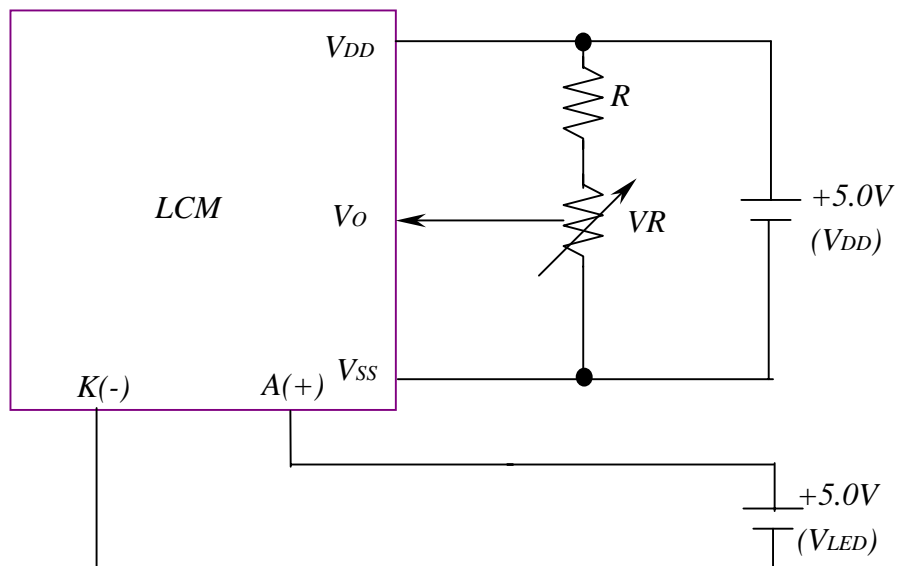 VDD
R
LCM
VO
VR
+5.0V
(VDD)
VSS
K(-)
A(+)
+5.0V
(VLED)